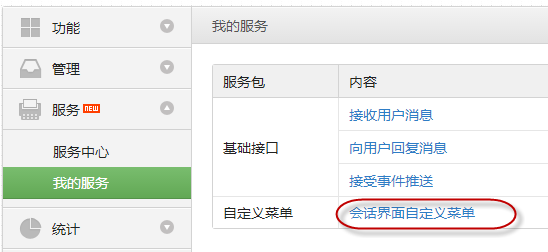 功能
管理
服务 NEW
服务中心
我的服务
统计
我的服务
服务包 内容
基础接口
接收用户消息
向用户回复消息
接受事件推送
自定义菜单 会话界面自定义菜单